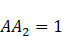 AA₂ = 1